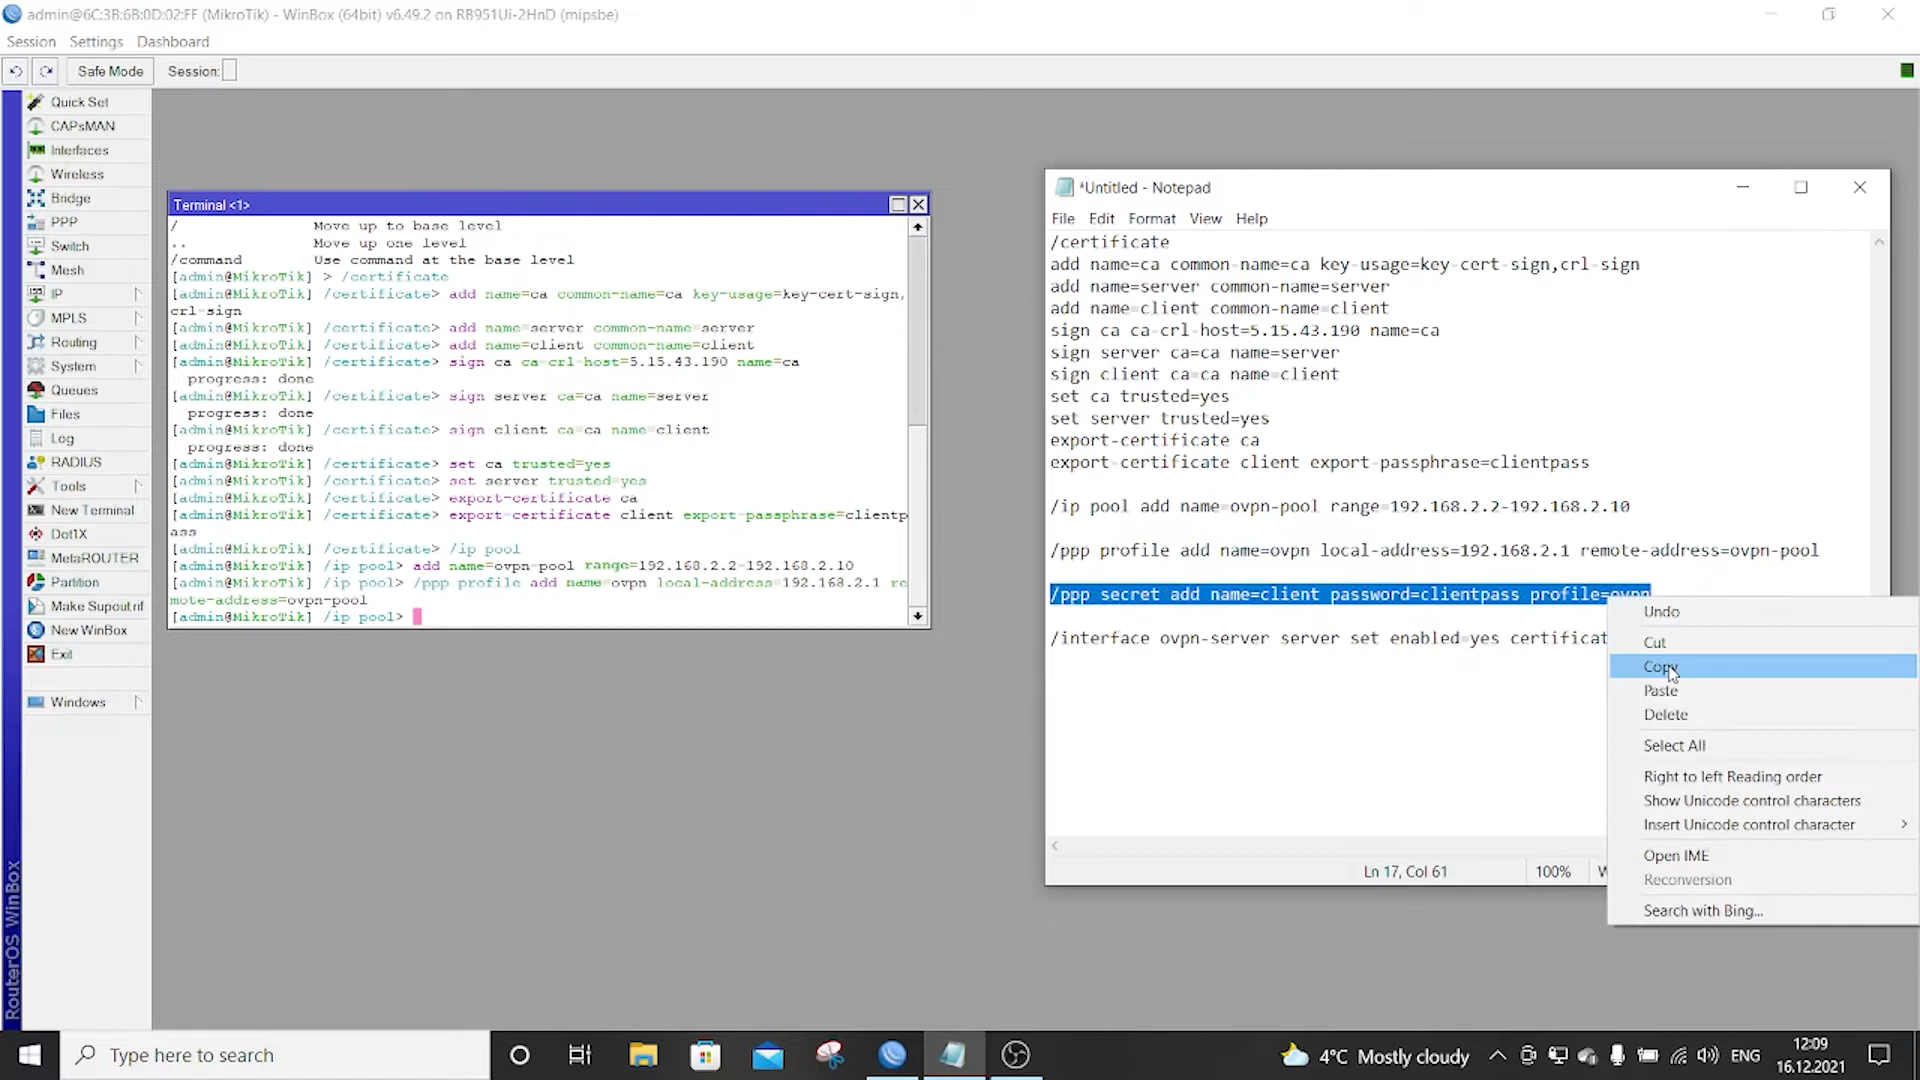 admin@6C:3B:6B:0D:02:FF (MikroTik) - WinBox (64bit) v6.49.2 on RB951Ui-2HnD (mipsbe)
Session Settings Dashboard
Safe Mode Session:
Quick Set
CAPsMAN
Interfaces
Wireless
Bridge
PPP
Switch
Mesh
IP
MPLS
Routing
System
Queues
Files
Log
RADIUS
Tools
New Terminal
Dot1X
MetaROUTER
Partition
Make Supout.rif
New WinBox
Exit
Windows
RouterOS WinBox
Terminal <1>
/ Move up to base level
.. Move up one level
/command Use command at the base level
[admin@MikroTik] > /certificate
[admin@MikroTik] /certificate> add name=ca common-name=ca key-usage=key-cert-sign,
crl-sign
[admin@MikroTik] /certificate> add name=server common-name=server
[admin@MikroTik] /certificate> add name=client common-name=client
[admin@MikroTik] /certificate> sign ca ca-crl-host=5.15.43.190 name=ca
progress: done
[admin@MikroTik] /certificate> sign server ca=ca name=server
progress: done
[admin@MikroTik] /certificate> sign client ca=ca name=client
progress: done
[admin@MikroTik] /certificate> set ca trusted=yes
[admin@MikroTik] /certificate> set server trusted=yes
[admin@MikroTik] /certificate> export-certificate ca
[admin@MikroTik] /certificate> export-certificate client export-passphrase=clientp
ass
[admin@MikroTik] /certificate> /ip pool
[admin@MikroTik] /ip pool> add name=ovpn-pool range=192.168.2.2-192.168.2.10
[admin@MikroTik] /ip pool> /ppp profile add name=ovpn local-address=192.168.2.1 re
mote-address=ovpn-pool
[admin@MikroTik] /ip pool>
*Untitled - Notepad
File Edit Format View Help
/certificate
add name=ca common-name=ca key-usage=key-cert-sign,crl-sign
add name=server common-name=server
add name=client common-name=client
sign ca ca-crl-host=5.15.43.190 name=ca
sign server ca=ca name=server
sign client ca=ca name=client
set ca trusted=yes
set server trusted=yes
export-certificate ca
export-certificate client export-passphrase=clientpass
/ip pool add name=ovpn-pool range=192.168.2.2-192.168.2.10
/ppp profile add name=ovpn local-address=192.168.2.1 remote-address=ovpn-pool
/ppp secret add name=client password=clientpass profile=ovpn
/interface ovpn-server server set enabled=yes certificat
Ln 17, Col 61 100% W
Undo
Cut
Copy
Paste
Delete
Select All
Right to left Reading order
Show Unicode control characters
Insert Unicode control character
Open IME
Reconversion
Search with Bing...
Type here to search
4°C Mostly cloudy
ENG
12:09
16.12.2021